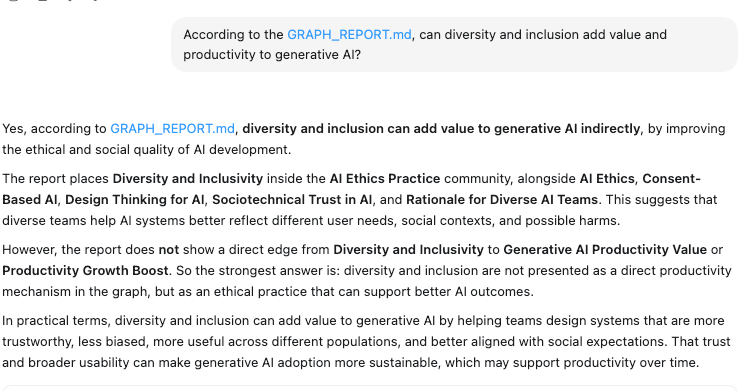 According to the GRAPH_REPORT.md, can diversity and inclusion add value and
productivity to generative AI?
Yes, according to GRAPH_REPORT.md, diversity and inclusion can add value to generative AI indirectly, by improving
the ethical and social quality of AI development.
The report places Diversity and Inclusivity inside the AI Ethics Practice community, alongside AI Ethics, Consent-
Based AI, Design Thinking for AI, Sociotechnical Trust in AI, and Rationale for Diverse AI Teams. This suggests that
diverse teams help AI systems better reflect different user needs, social contexts, and possible harms.
However, the report does not show a direct edge from Diversity and Inclusivity to Generative AI Productivity Value or
Productivity Growth Boost. So the strongest answer is: diversity and inclusion are not presented as a direct productivity
mechanism in the graph, but as an ethical practice that can support better AI outcomes.
In practical terms, diversity and inclusion can add value to generative AI by helping teams design systems that are more
trustworthy, less biased, more useful across different populations, and better aligned with social expectations. That trust
and broader usability can make generative AI adoption more sustainable, which may support productivity over time.